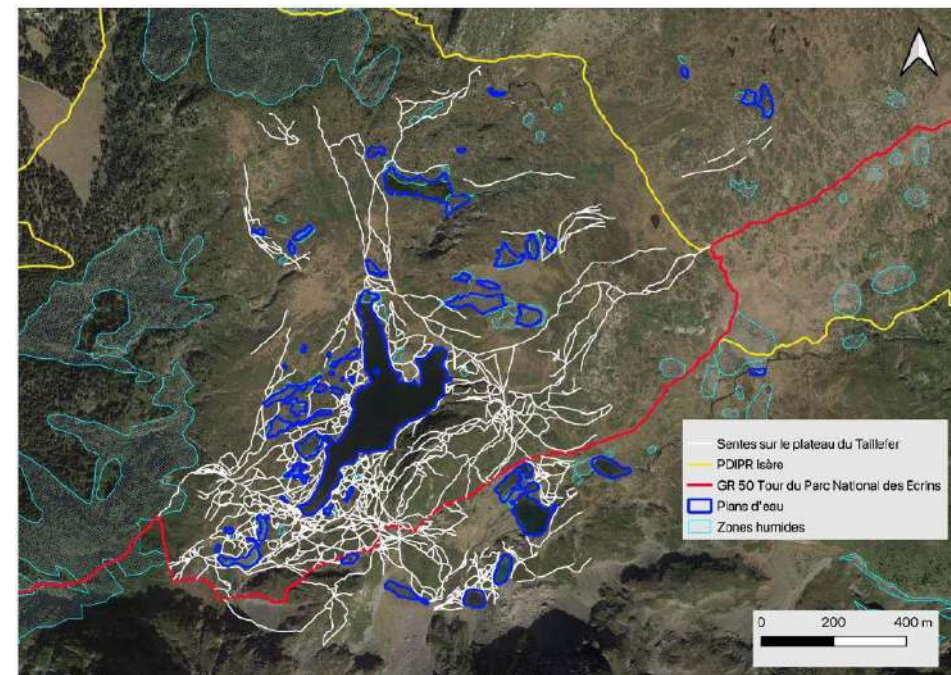 Sentes sur le plateau du Taillefer
PDIPR Isère
GR 50 Tour du Parc National des Ecrins
Plans d'eau
Zones humides
0 200 400 m